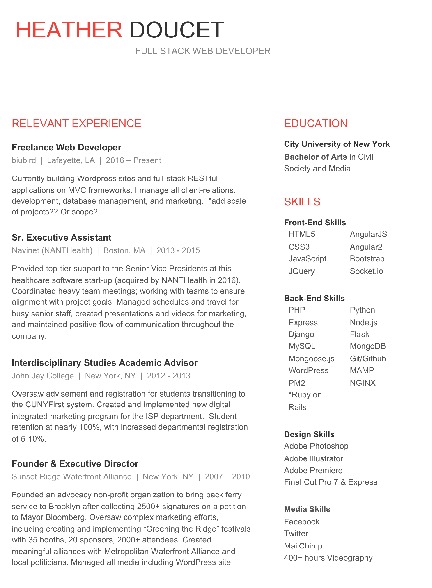 HEATHER DOUCET
FULL STACK WEB DEVELOPER
RELEVANT EXPERIENCE
Freelance Web Developer
biubird | Lafayette, LA | 2016 – Present
Currently building Wordpress sites and full stack RESTful
applications on MVC frameworks. I manage all client-relations,
development, database management, and marketing. *add scale
of projects?? Or scope?
Sr. Executive Assistant
Navinet (NANTHealth) | Boston, MA | 2013 - 2015
Provided top tier support to the Senior Vice Presidents at this
healthcare software start-up (acquired by NANTHealth in 2016).
Coordinated heavy team meetings; working with teams to ensure
alignment with project goals. Managed schedules and travel for
busy senior staff, created presentations and videos for marketing,
and maintained positive flow of communication throughout the
company.
Interdisciplinary Studies Academic Advisor
John Jay College | New York, NY | 2012 - 2013
Oversaw advisement and registration for students transitioning to
the CUNYFirst system. Created and implemented new digital
integrated marketing program for the ISP department. Student
retention at nearly 100%, with increased departmental registration
of 5-10%.
Founder & Executive Director
Sunset Ridge Waterfront Alliance | New York, NY | 2007 - 2010
Founded an advocacy non-profit organization to bring back ferry
service to Brooklyn after collecting 2500+ signatures on a petition
to Mayor Bloomberg. Oversaw complex marketing efforts,
including creating and implementing "Greening the Ridge" festivals
with 35 booths, 20 sponsors, 2000+ attendees. Created
meaningful alliances with Metropolitan Waterfront Alliance and
local politicians. Managed all media including WordPress site
EDUCATION
City University of New York
Bachelor of Arts in Civil
Society and Media
SKILLS
Front-End Skills
HTML5 AngularJS
CSS3 Angular2
JavaScript Bootstrap
JQuery Socket.io
Back-End Skills
PHP Python
Express Node.js
Django Flask
MySQL MongoDB
Mongoose.js Git/Github
WordPress MAMP
PM2 NGINX
*Ruby on
Rails
Design Skills
Adobe Photoshop
Adobe Illustrator
Adobe Premiere
Final Cut Pro 7 & Express
Media Skills
Facebook
Twitter
MailChimp
400+ hours Videography